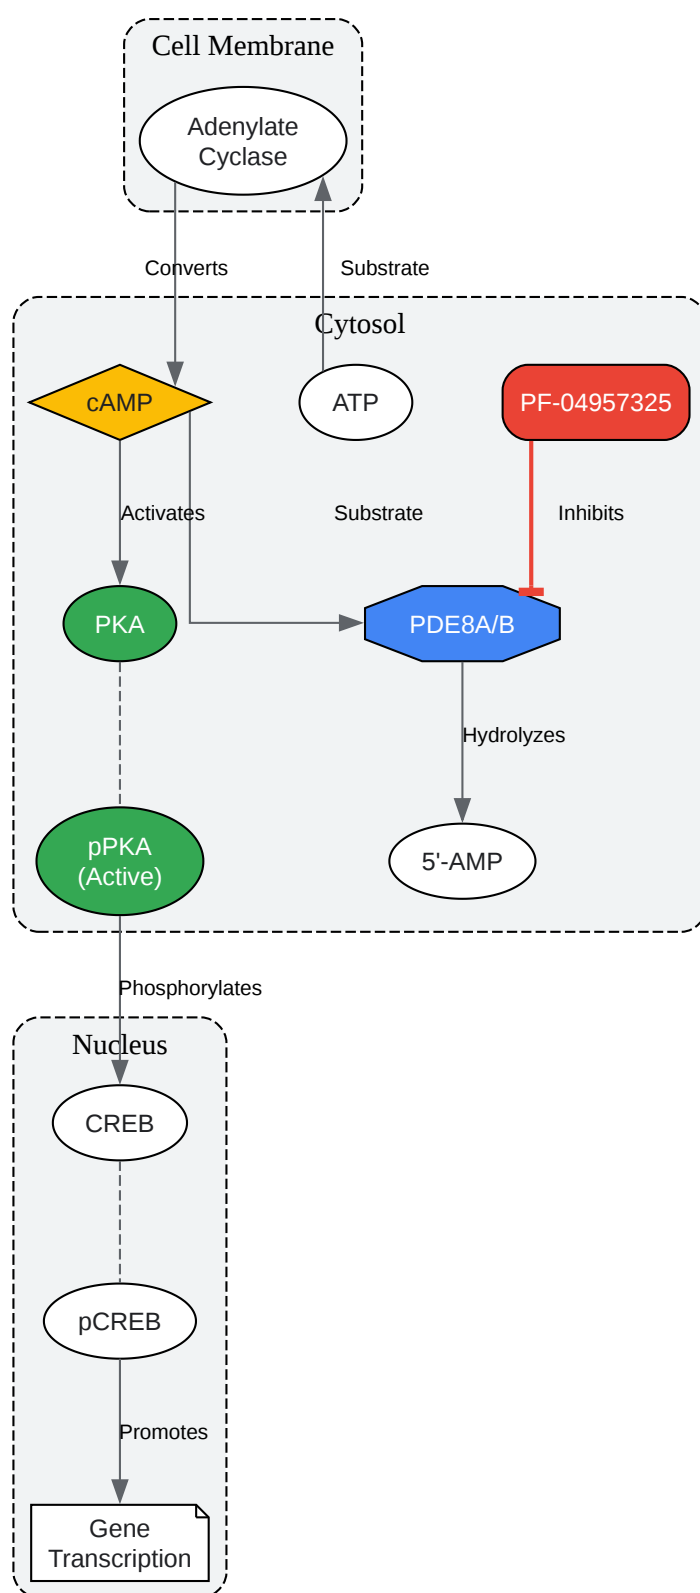 Cell Membrane
Adenylate
Cyclase
Converts
Substrate
Cytosol
cAMP
ATP
PF-04957325
Activates
Substrate
Inhibits
PKA
PDE8A/B
Hydrolyzes
pPKA
(Active)
5'-AMP
Phosphorylates
Nucleus
CREB
pCREB
Promotes
Gene
Transcription